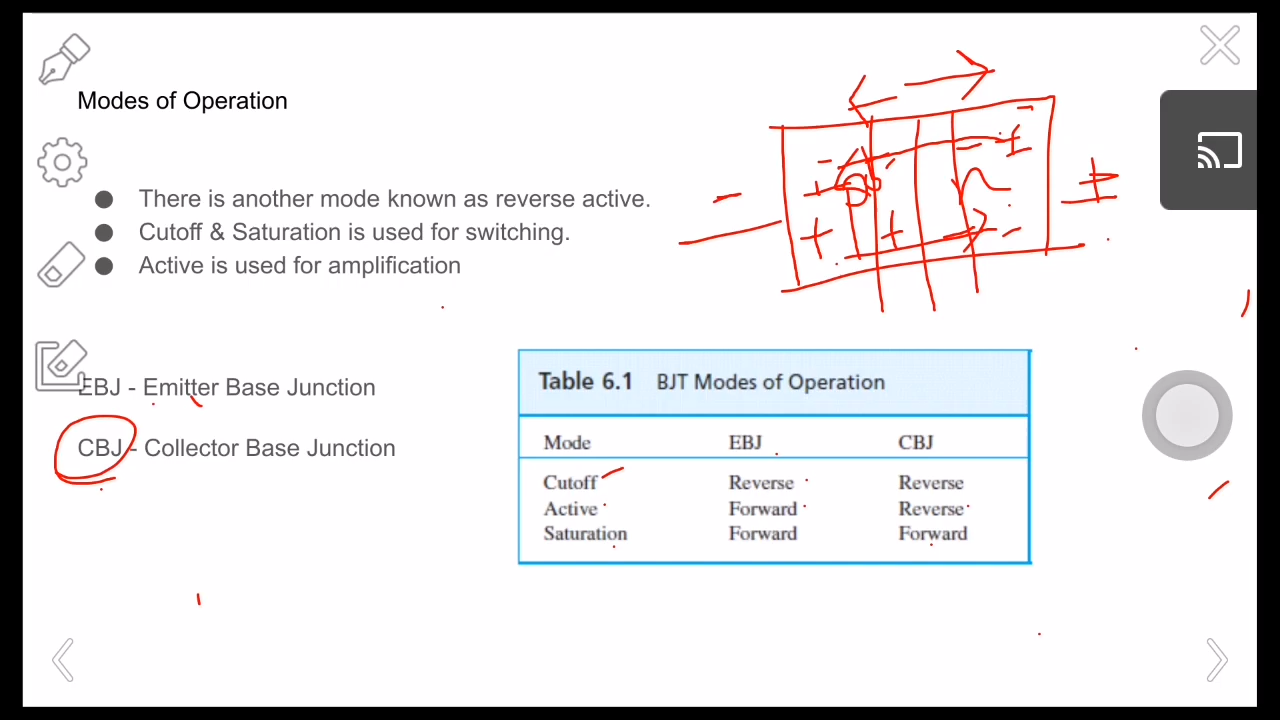 Modes of Operation
● There is another mode known as reverse active.
● Cutoff & Saturation is used for switching.
● Active is used for amplification
EBJ - Emitter Base Junction
CBJ - Collector Base Junction
Table 6.1 BJT Modes of Operation
Mode EBJ CBJ
Cutoff Reverse Reverse
Active Forward Reverse
Saturation Forward Forward